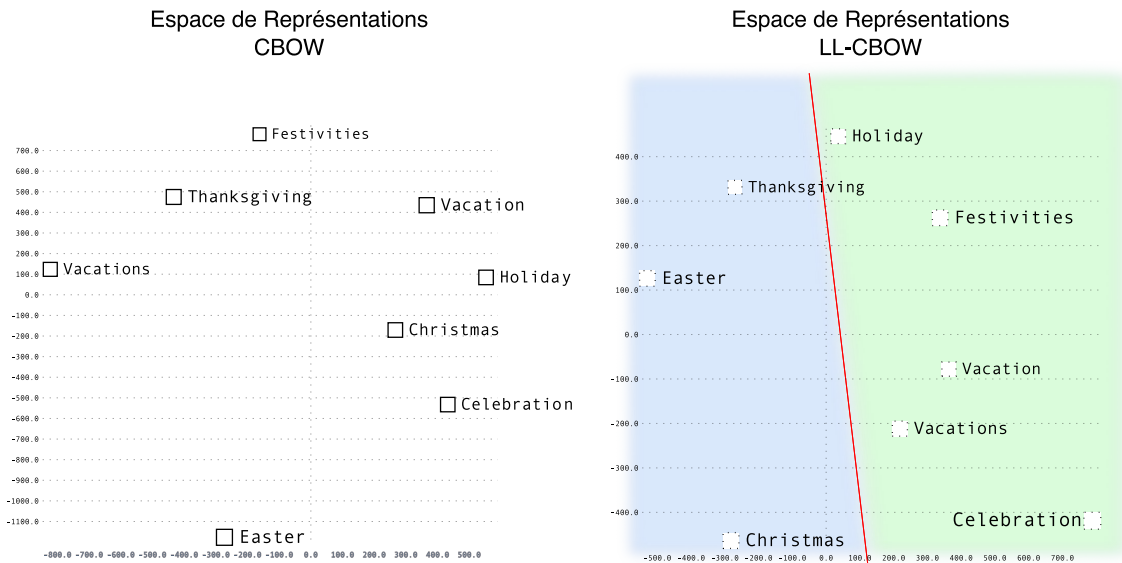 Espace de Représentations
CBOW
Festivities
700.0
600.0
500.0
Thanksgiving
Vacation
400.0
300.0
200.0
Vacations
100.0
Holiday
0.0
-100.0
Christmas
-200.0
-300.0
-400.0
-500.0
Celebration
-600.0
-700.0
-800.0
-900.0
-1000.0
-1100.0
Easter
-800.0 -700.0 -600.0 -500.0 -400.0 -300.0 -200.0 -100.0 0.0 100.0 200.0 300.0 400.0 500.0
Espace de Représentations
LL-CBOW
Holiday
400.0
Thanksgiving
300.0
Festivities
200.0
Easter
100.0
0.0
Vacation
-100.0
-200.0
Vacations
-300.0
-400.0
Celebration
Christmas
-500.0 -400.0 -300.0 -200.0 -100.0 0.0 100.0 200.0 300.0 400.0 500.0 600.0 700.0